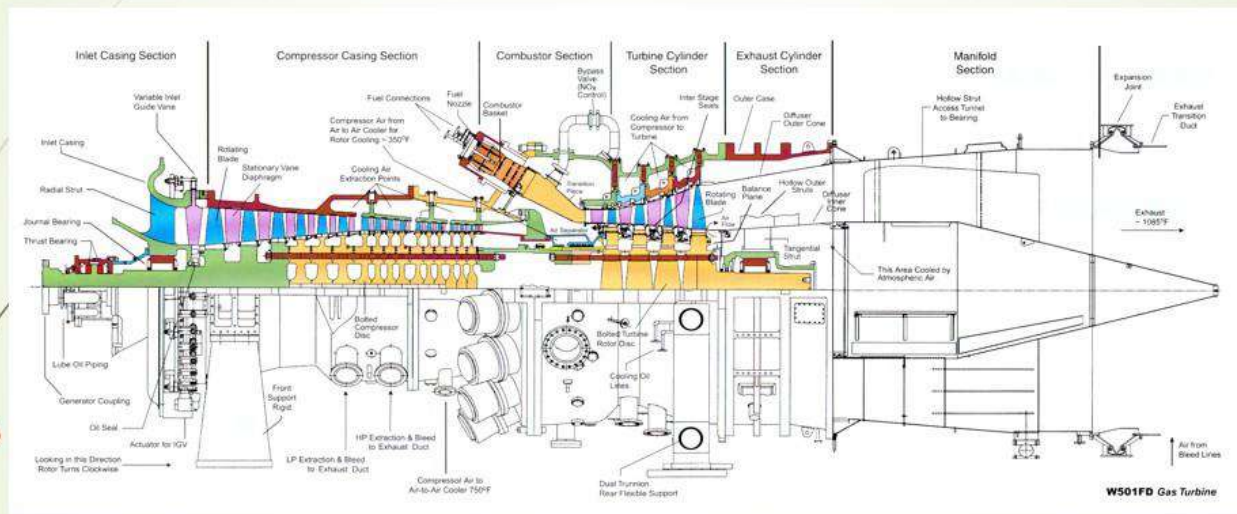 Inlet Casing Section
Compressor Casing Section
Combustor Section
Turbine Cylinder
Section
Exhaust Cylinder
Section
Manifold
Section
Variable Inlet
Guide Vane
Inlet Casing
Radial Strut
Journal Bearing
Thrust Bearing
Rotating
Blade
Stationary Vane
Diaphragm
Fuel Connections
Compressor Air from
Air to Air Cooler for
Rotor Cooling ~ 350°F
Cooling Air
Extraction Points
Fuel
Nozzle
Combustor
Basket
Bypass
Valve
(NOx
Control)
Transition
Piece
Air Separator
Cooling Air from
Compressor to
Turbine
Inter Stage
Seats
Outer Case
Diffuser
Outer Cone
Hollow Strut
Access Tunnel
to Bearing
Expansion
Joint
Exhaust
Transition
Duct
Rotating
Blade
Air
Flow
Balance
Plane
Hollow Outer
Struts
Diffuser
Inner
Cone
Tangential
Strut
This Area Cooled by
Atmospheric Air
Exhaust
~ 1085°F
Lube Oil Piping
Generator Coupling
Oil Seal
Actuator for IGV
Looking in this Direction
Rotor Turns Clockwise
Front
Support
Rigid
Bolted
Compressor
Disc
LP Extraction & Bleed
to Exhaust Duct
HP Extraction & Bleed
to Exhaust Duct
Compressor Air to
Air-to-Air Cooler 750°F
Bolted Turbine
Rotor Disc
Cooling Oil
Lines
Dual Trunnion
Rear Flexible Support
Air from
Bleed Lines
W501FD Gas Turbine